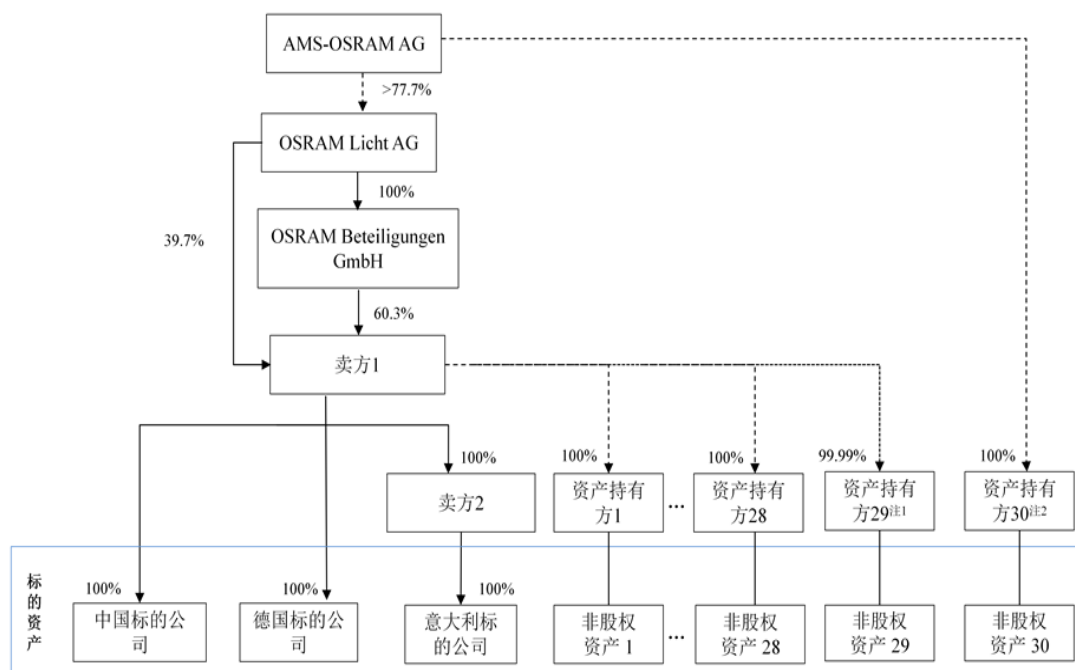 AMS-OSRAM AG
>77.7%
OSRAM Licht AG
100%
39.7%
OSRAM Beteiligungen
GmbH
60.3%
卖方1
100%
100%
100%
99.99%
100%
卖方2
资产持有
方1
...
资产持有
方28
资产持有
方29注1
资产持有
方30注2
标的资产
100%
100%
100%
中国标的公
司
德国标的公
司
意大利标
的公司
非股权
资产 1
...
非股权
资产 28
非股权
资产 29
非股权
资产 30